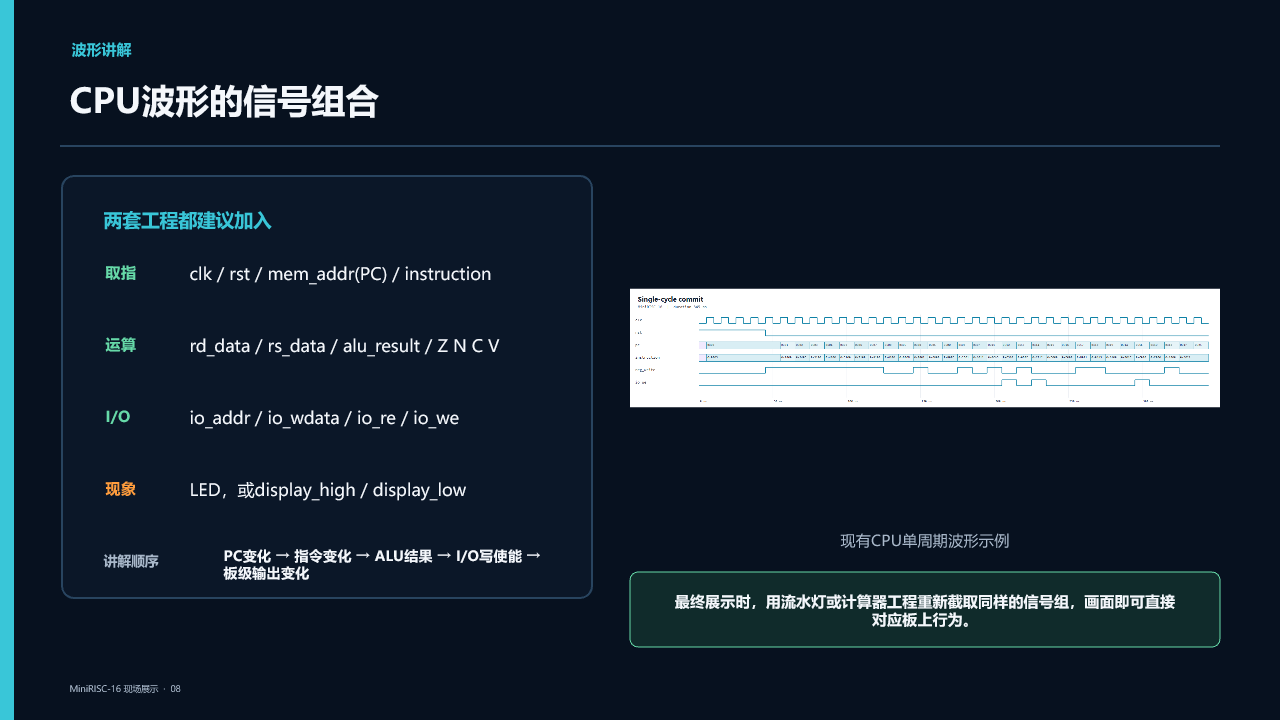 波形讲解
CPU波形的信号组合
两套工程都建议加入
取指 clk / rst / mem_addr(PC) / instruction
运算 rd_data / rs_data / alu_result / Z N C V
I/O io_addr / io_wdata / io_re / io_we
现象 LED，或display_high / display_low
讲解顺序 PC变化 → 指令变化 → ALU结果 → I/O写使能 →
板级输出变化
Single-cycle commit
clk
rst
instruction
reg_write
io_we
现有CPU单周期波形示例
最终展示时，用流水灯或计算器工程重新截取同样的信号组，画面即可直接
对应板上行为。
MiniRISC-16 现场展示 · 08